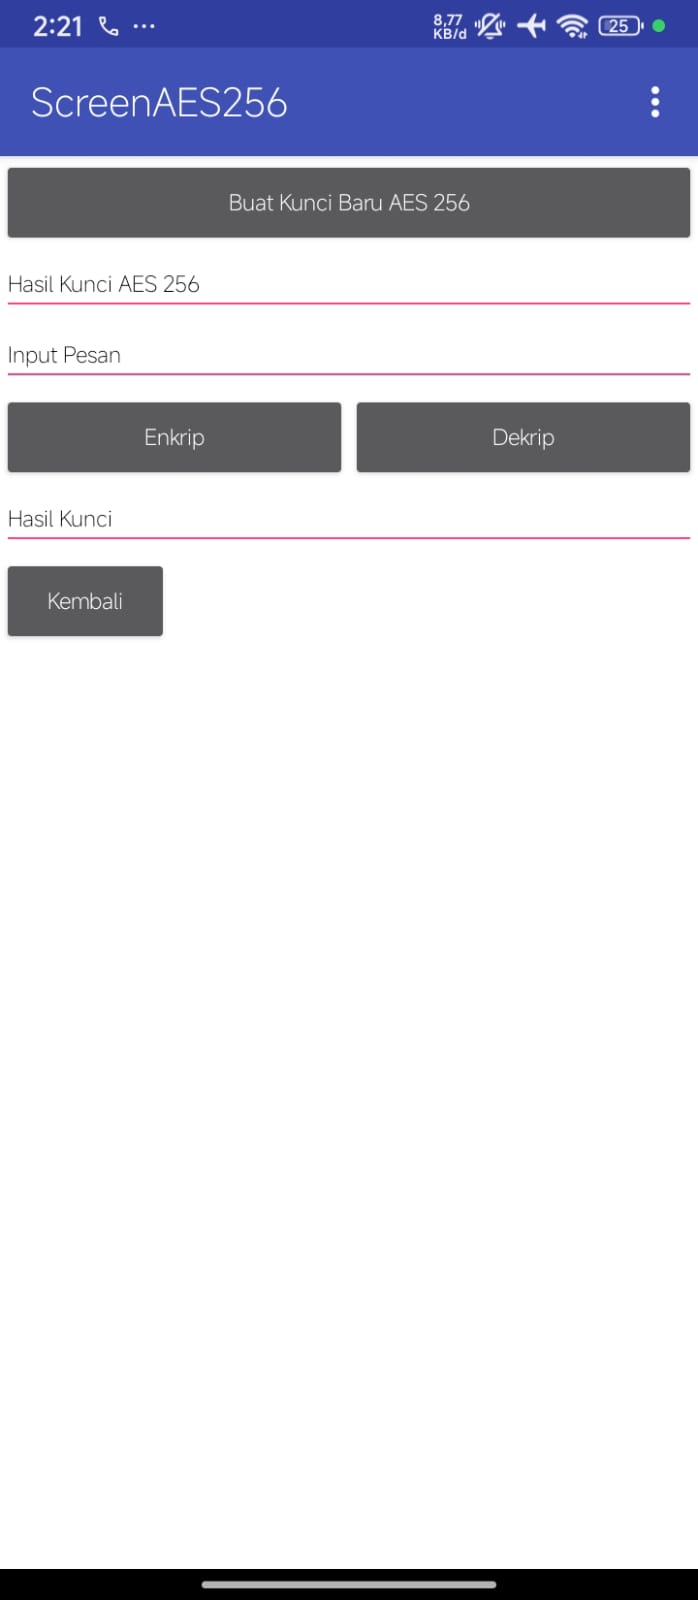 2:21
8,77
KB/d
25
ScreenAES256
Buat Kunci Baru AES 256
Hasil Kunci AES 256
Input Pesan
Enkrip
Dekrip
Hasil Kunci
Kembali